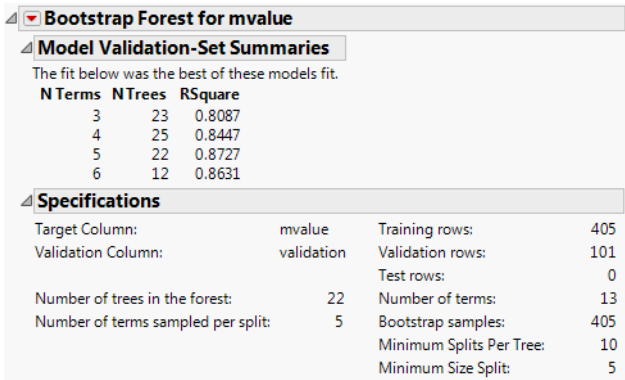 Bootstrap Forest for mvalue
Model Validation-Set Summaries
The fit below was the best of these models fit.
N Terms N Trees RSquare
3 23 0.8087
4 25 0.8447
5 22 0.8727
6 12 0.8631
Specifications
Target Column: mvalue Training rows: 405
Validation Column: validation Validation rows: 101
Test rows: 0
Number of trees in the forest: 22 Number of terms: 13
Number of terms sampled per split: 5 Bootstrap samples: 405
Minimum Splits Per Tree: 10
Minimum Size Split: 5